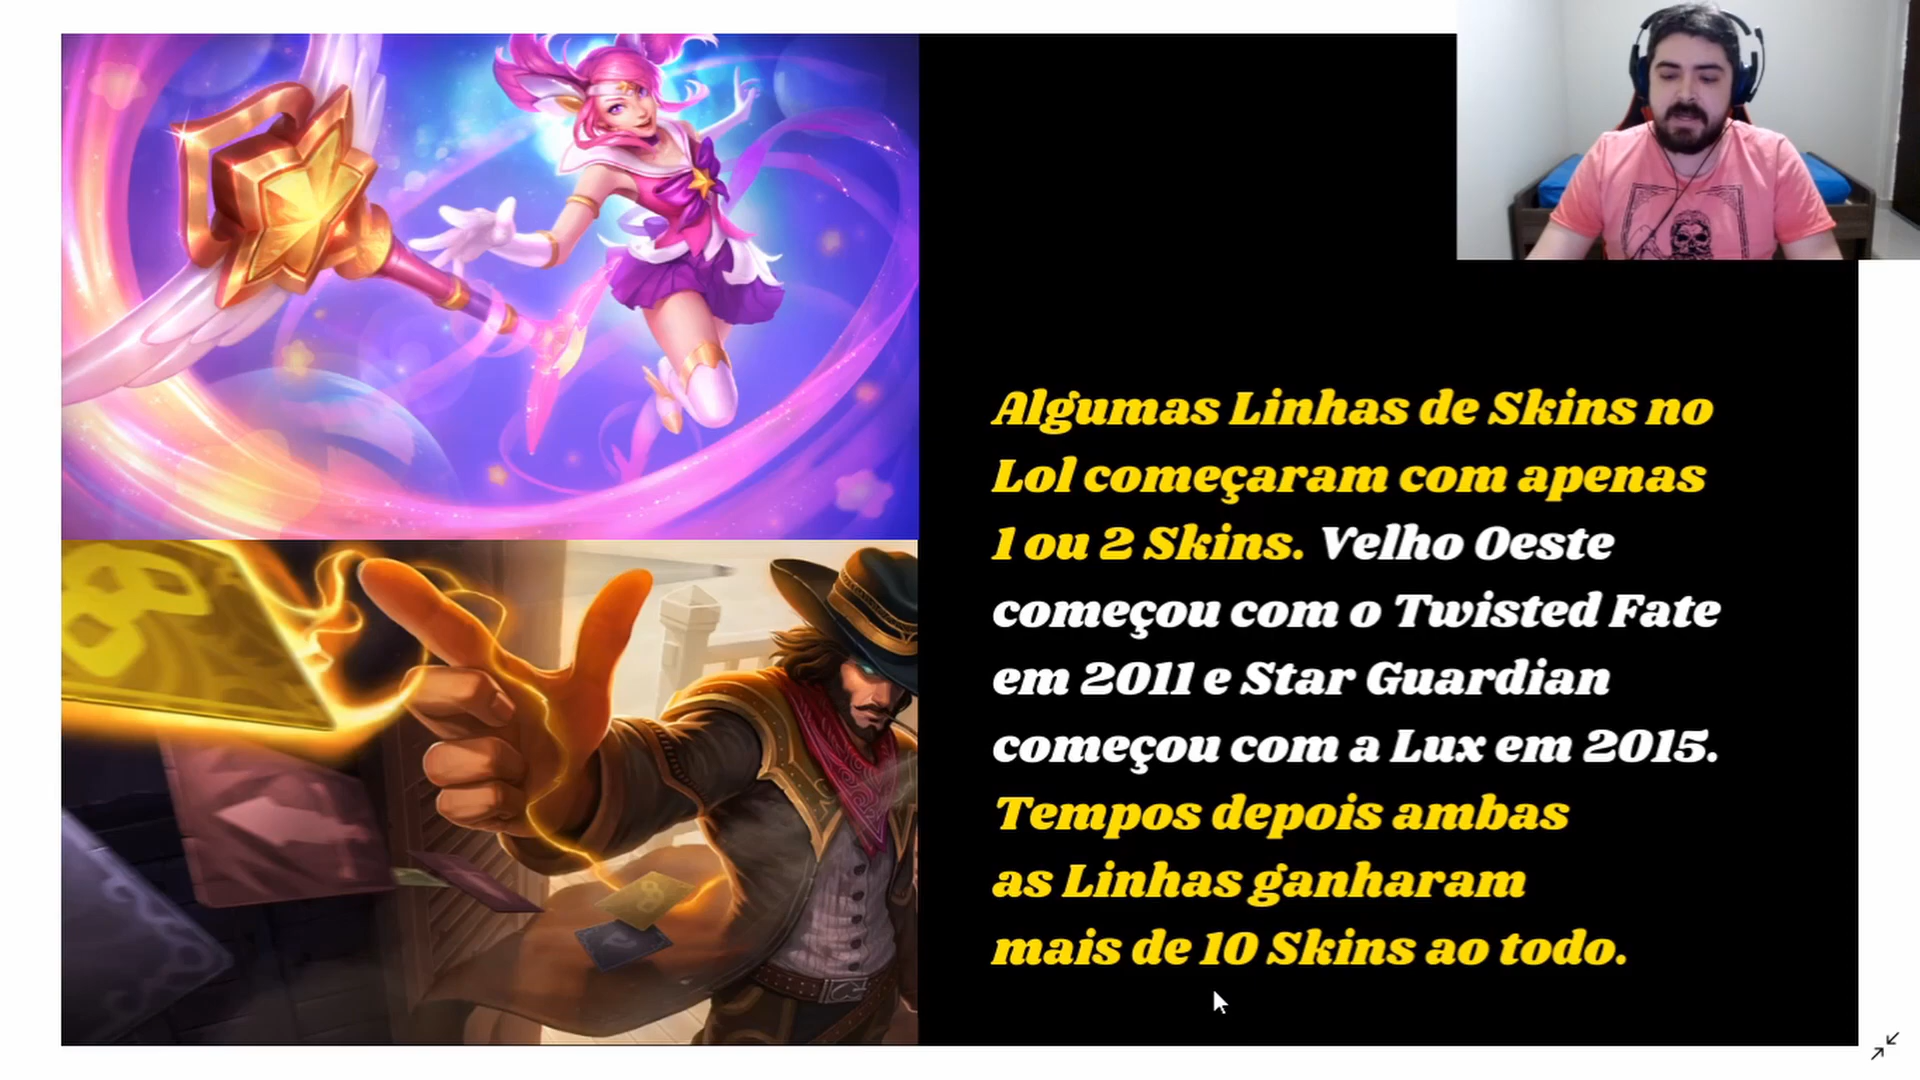 Algumas Linhas de Skins no
Lol começaram com apenas
1 ou 2 Skins. Velho Oeste
começou com o Twisted Fate
em 2011 e Star Guardian
começou com a Lux em 2015.
Tempos depois ambas
as Linhas ganharam
mais de 10 Skins ao todo.